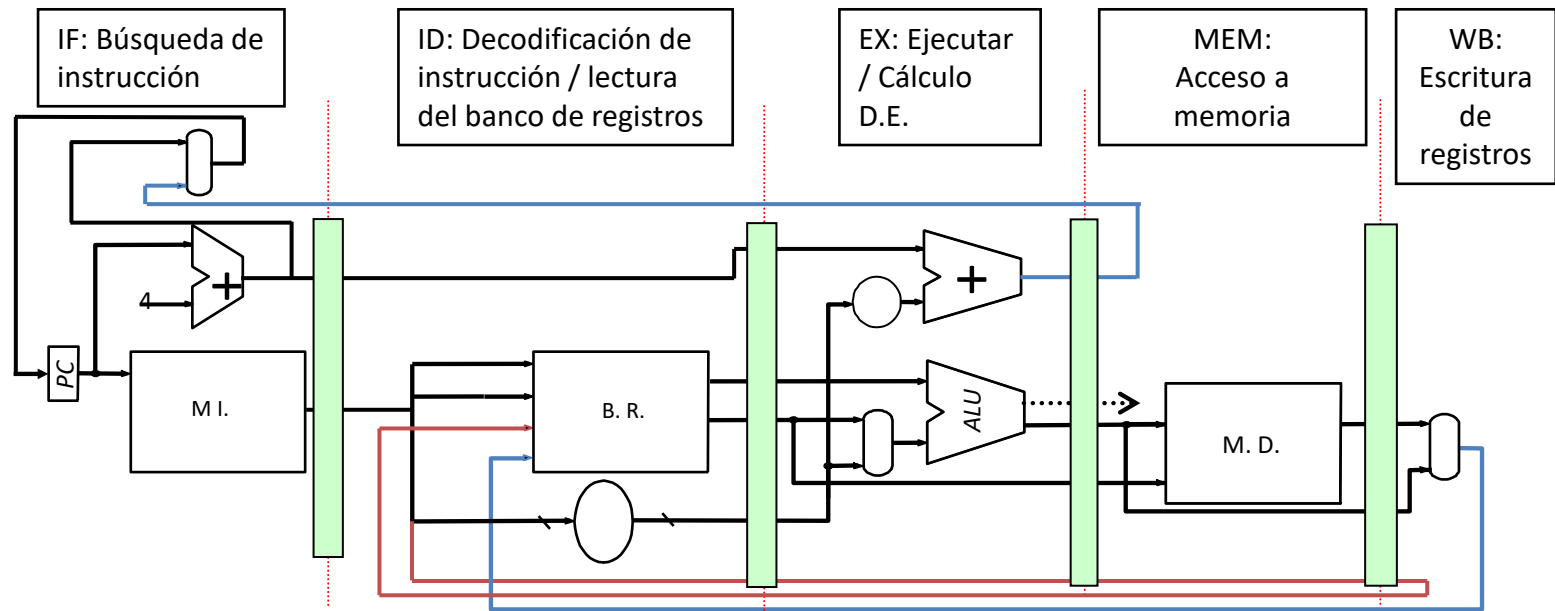 IF: Búsqueda de
instrucción
ID: Decodificación de
instrucción / lectura
del banco de registros
EX: Ejecutar
/ Cálculo
D.E.
MEM:
Acceso a
memoria
WB:
Escritura
de
registros
+
4
+
PC
M I.
B. R.
ALU
M. D.